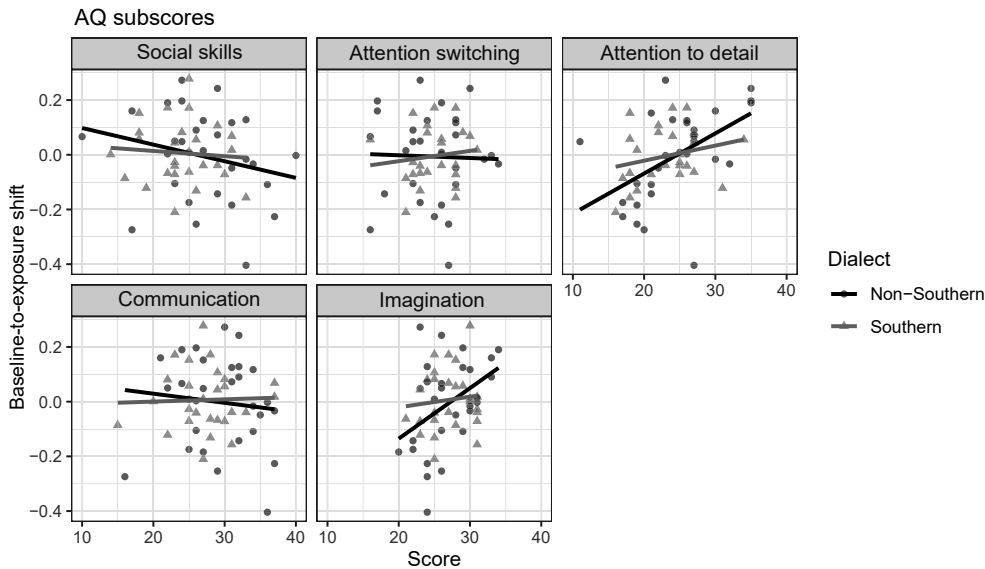 AQ subscores
Social skills
Attention switching
Attention to detail
0.2
0.0
−0.2
−0.4
10 20 30 40
Communication
Imagination
0.2
0.0
−0.2
−0.4
10 20 30 40
10 20 30 40
Score
Baseline-to-exposure shift
Dialect
Non−Southern
Southern